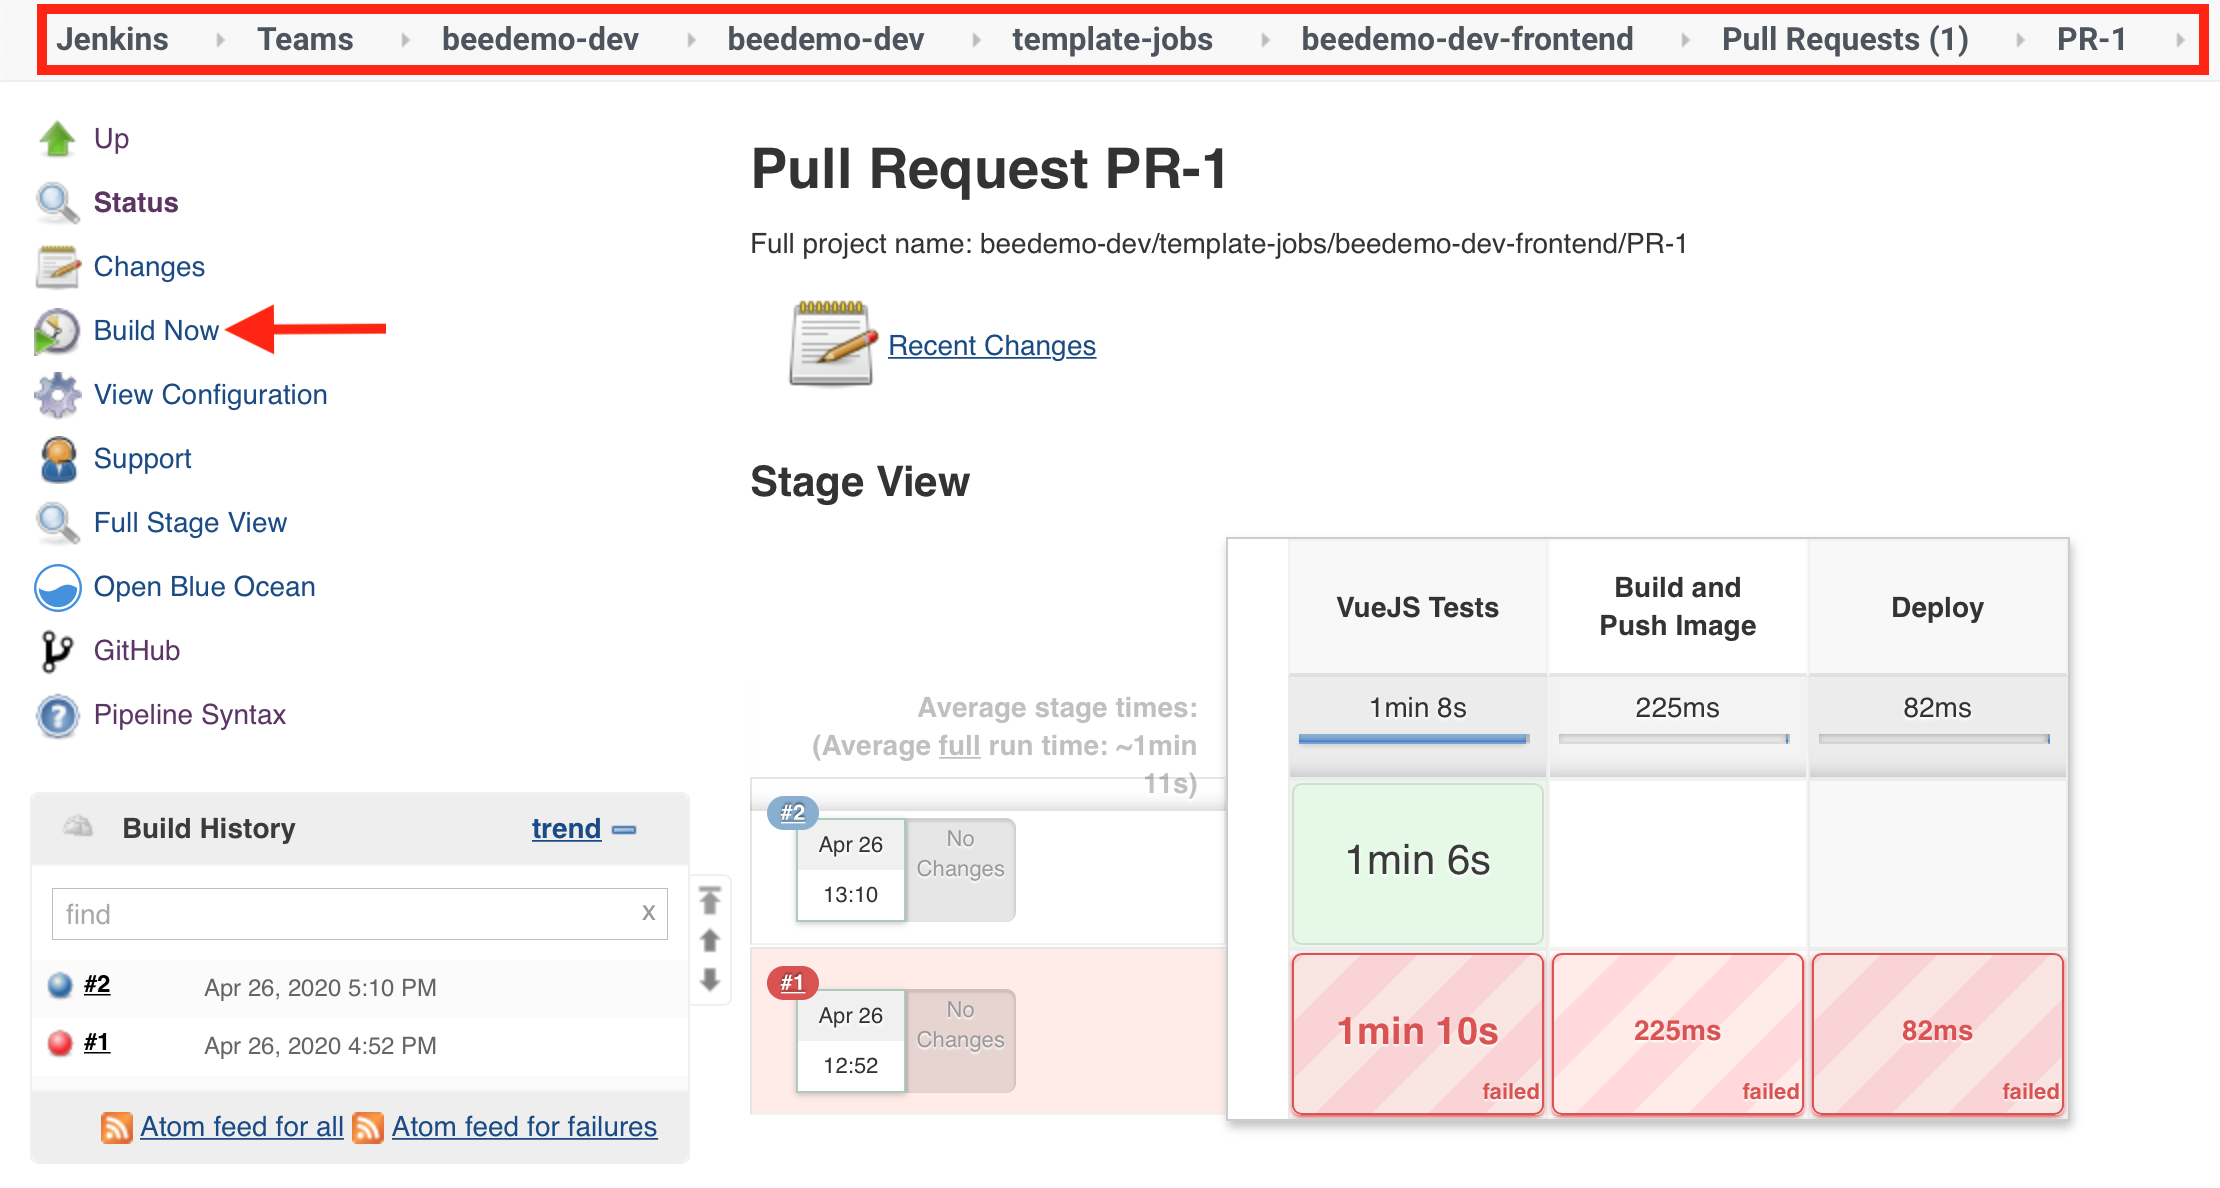 Jenkins Teams beedemo-dev beedemo-dev template-jobs beedemo-dev-frontend Pull Requests (1) PR-1
Up
Status
Changes
Build Now
View Configuration
Support
Full Stage View
Open Blue Ocean
GitHub
Pipeline Syntax
Build History trend
find x
#2 Apr 26, 2020 5:10 PM
#1 Apr 26, 2020 4:52 PM
Atom feed for all Atom feed for failures
Pull Request PR-1
Full project name: beedemo-dev/template-jobs/beedemo-dev-frontend/PR-1
Recent Changes
Stage View
VueJS Tests
Build and
Push Image
Deploy
Average stage times:
(Average full run time: ~1min
11s)
1min 8s 225ms 82ms
#2
Apr 26
13:10
No
Changes
1min 6s
#1
Apr 26
12:52
No
Changes
1min 10s
failed
225ms
failed
82ms
failed